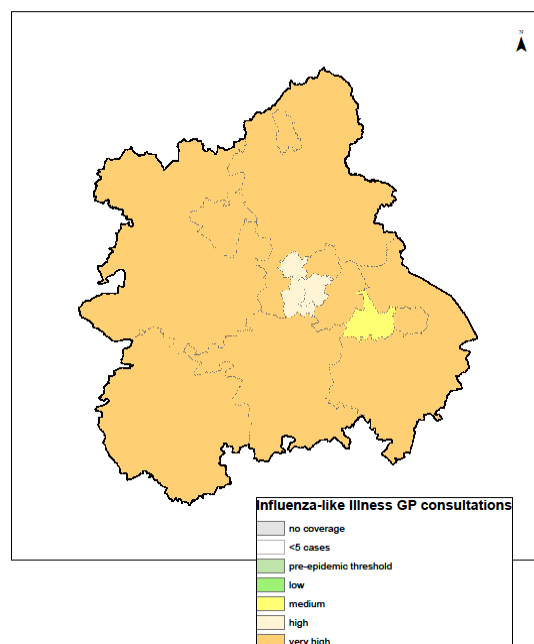 N
Influenza-like Illness GP consultations
no coverage
<5 cases
pre-epidemic threshold
low
medium
high
very high